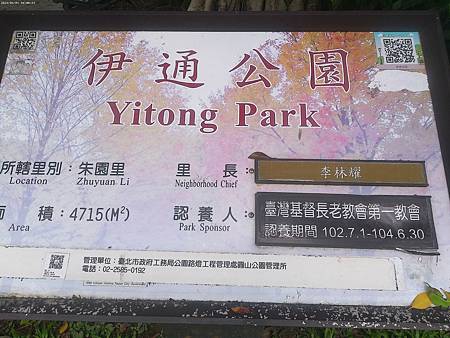 伊通公園
Yitong Park
所轄里別：朱園里
Location Zhuyuan Li
里長：李林耀
Neighborhood Chief
積：4715(M²)
Area
認養人：臺灣基督長老教會第一教會
Park Sponsor
認養期間 102.7.1-104.6.30
管理單位：臺北市政府工務局公園路燈工程管理處圓山公園管理所
電話：02-2585-0192